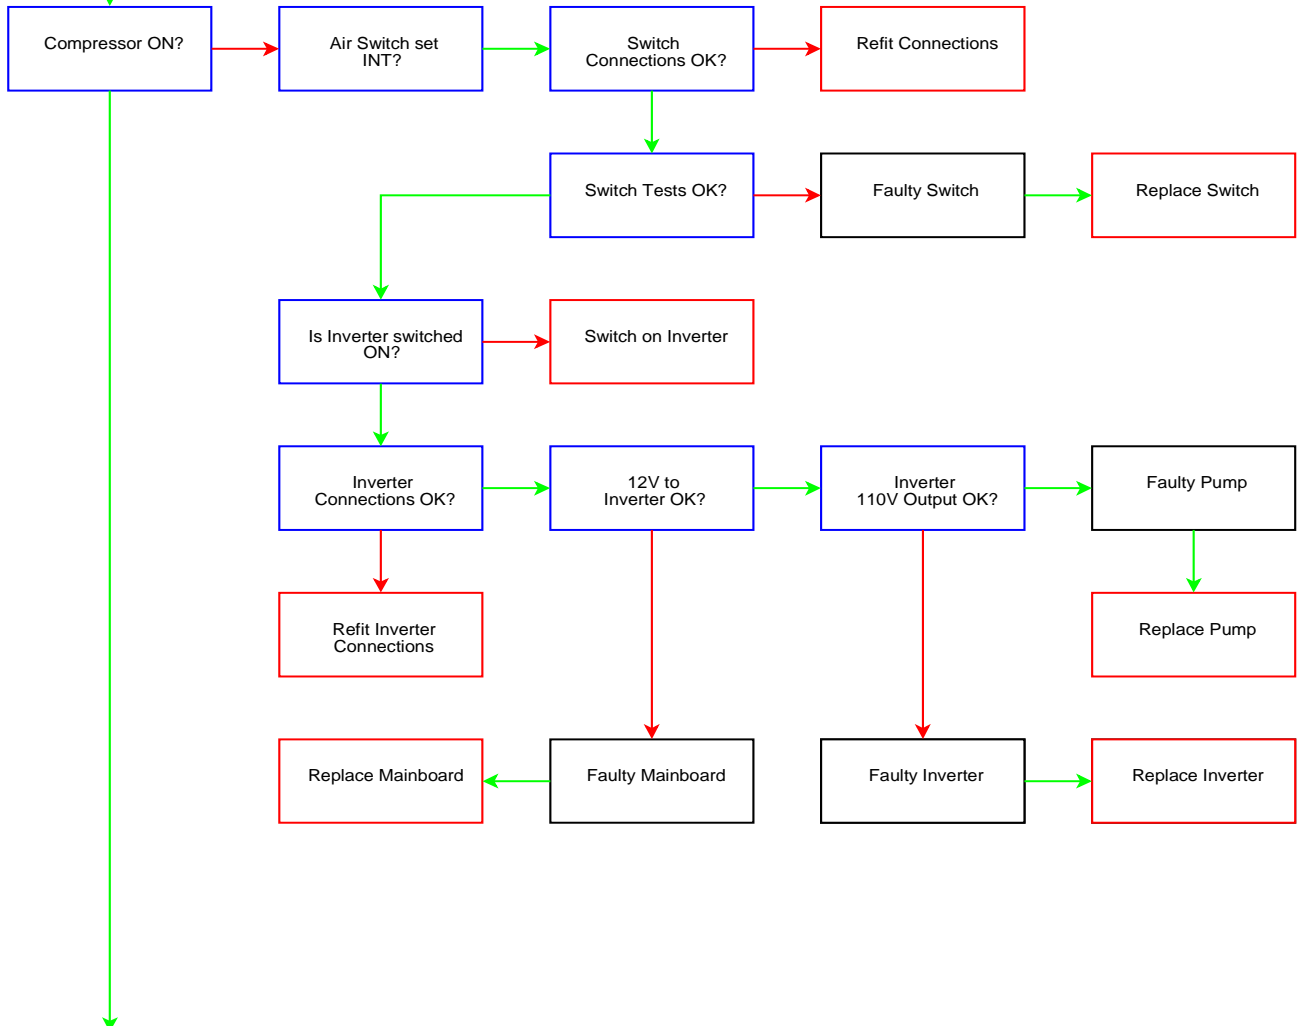 Compressor ON?
Air Switch set
INT?
Switch
Connections OK?
Refit Connections
Switch Tests OK?
Faulty Switch
Replace Switch
Is Inverter switched
ON?
Switch on Inverter
Inverter
Connections OK?
12V to
Inverter OK?
Inverter
110V Output OK?
Faulty Pump
Refit Inverter
Connections
Replace Pump
Replace Mainboard
Faulty Mainboard
Faulty Inverter
Replace Inverter